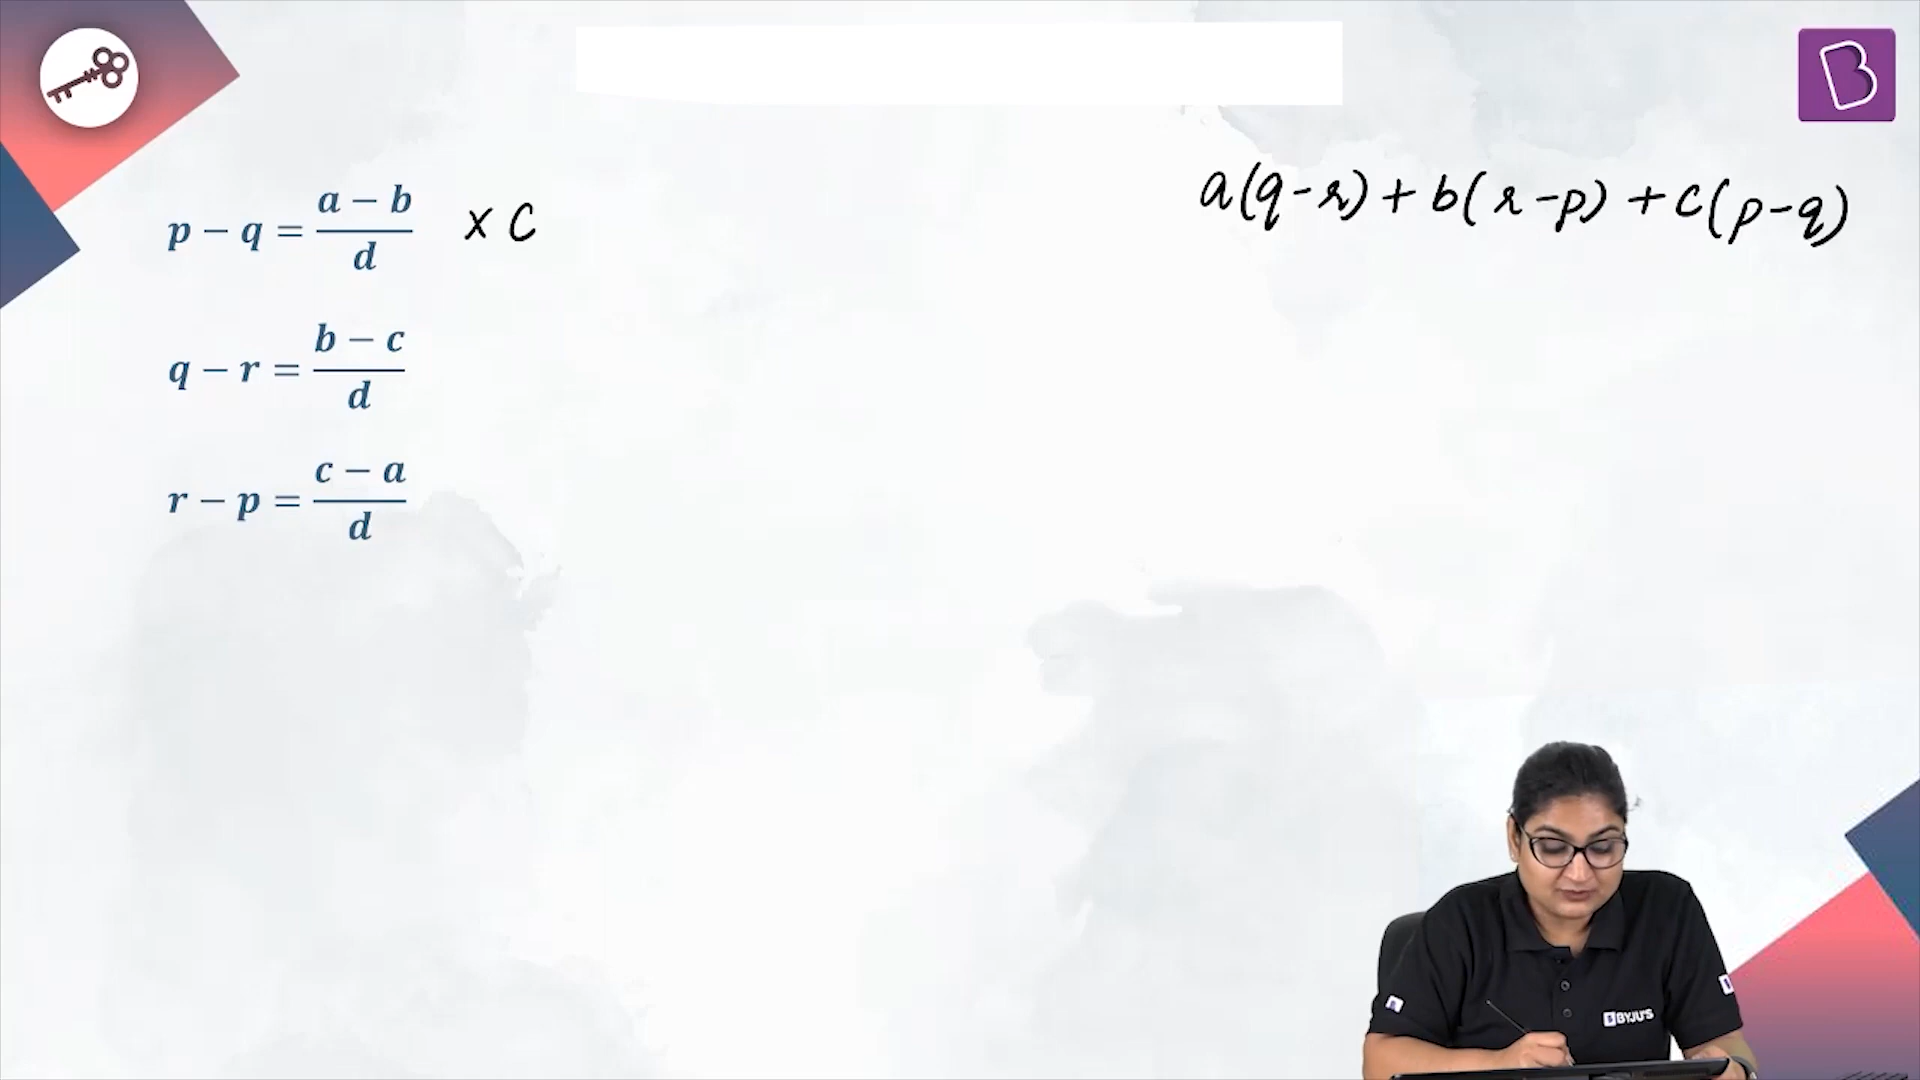 p − q = a − b / d × C
q − r = b − c / d
r − p = c − a / d
a(q-r) + b(r-p) + c(p-q)
B
BYJU'S